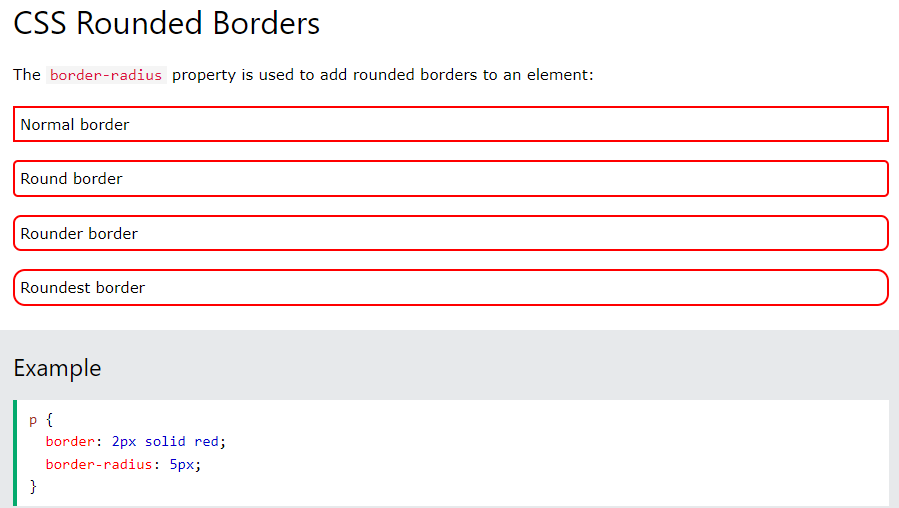 CSS Rounded Borders
The border-radius property is used to add rounded borders to an element:
Normal border
Round border
Rounder border
Roundest border
Example
p {
  border: 2px solid red;
  border-radius: 5px;
}